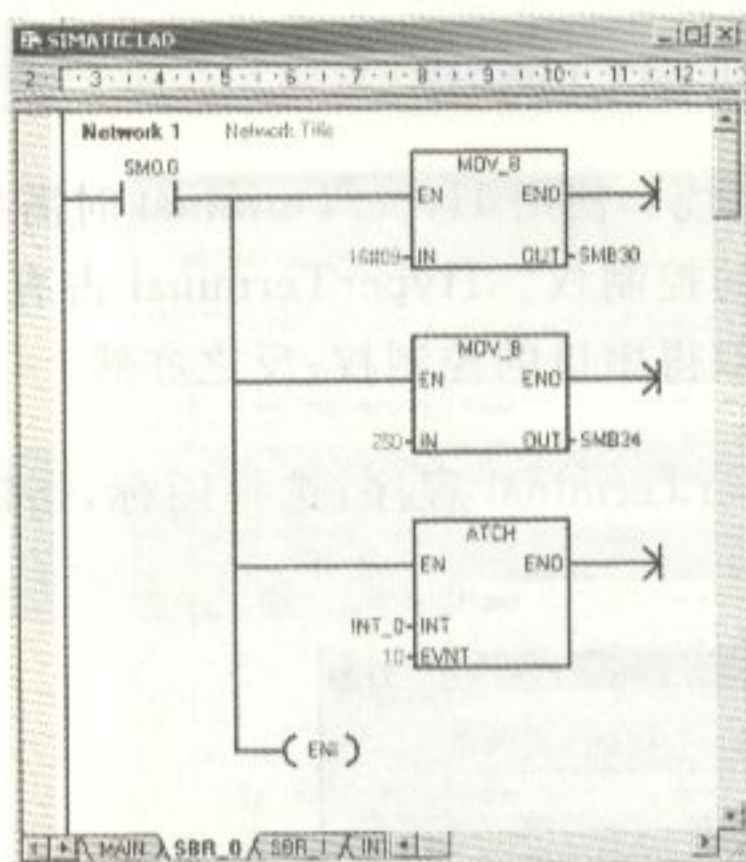 SIMATIC LAD
2 · 3 · 4 · 5 · 6 · 7 · 8 · 9 · 10 · 11 · 12
Network 1 Network Title
SM0.0
MOV_B
EN ENO
16#09 IN OUT SMB30
MOV_B
EN ENO
250 IN OUT SMB34
ATCH
EN ENO
INT_0 INT
10 EVNT
( ENI )
MAIN SBR_0 SBR_1 IN